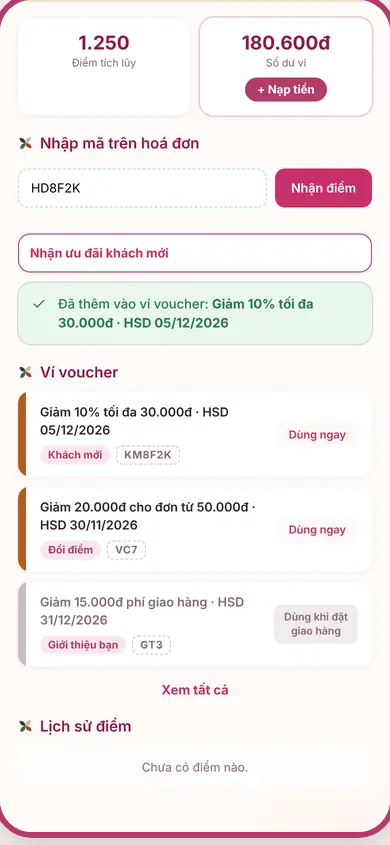 1.250
Điểm tích lũy
180.600đ
Số dư ví
+ Nạp tiền
Nhập mã trên hoá đơn
HD8F2K
Nhận điểm
Nhận ưu đãi khách mới
Đã thêm vào ví voucher: Giảm 10% tối đa
30.000đ · HSD 05/12/2026
Ví voucher
Giảm 10% tối đa 30.000đ · HSD
05/12/2026
Khách mới
KM8F2K
Dùng ngay
Giảm 20.000đ cho đơn từ 50.000đ ·
HSD 30/11/2026
Đổi điểm
VC7
Dùng ngay
Giảm 15.000đ phí giao hàng · HSD
31/12/2026
Giới thiệu bạn
GT3
Dùng khi đặt
giao hàng
Xem tất cả
Lịch sử điểm
Chưa có điểm nào.